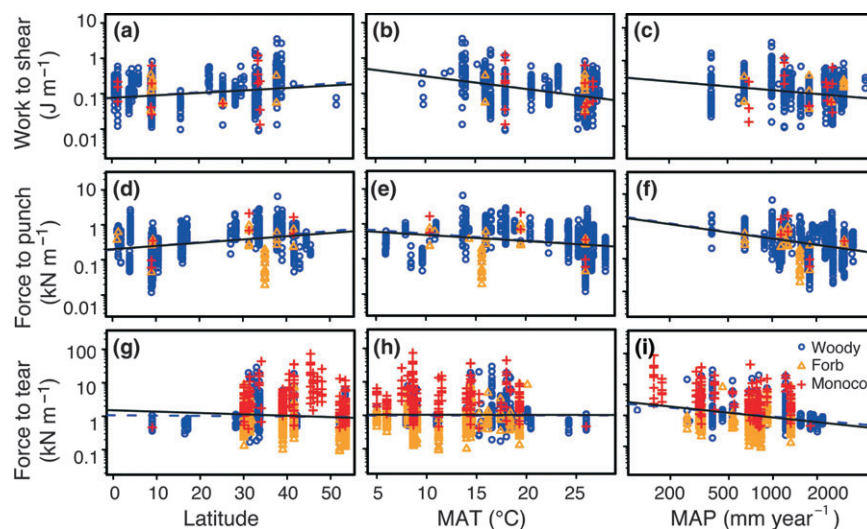 (a) (b) (c)
Work to shear
(J m⁻¹)
10
1
0.1
0.01
(d) (e) (f)
Force to punch
(kN m⁻¹)
10
1
0.1
0.01
(g) (h) (i)
Force to tear
(kN m⁻¹)
100
10
1
0.1
Woody
Forb
Monoco
0 10 20 30 40 50 5 10 15 20 25 200 500 1000 2000
Latitude MAT (°C) MAP (mm year⁻¹)